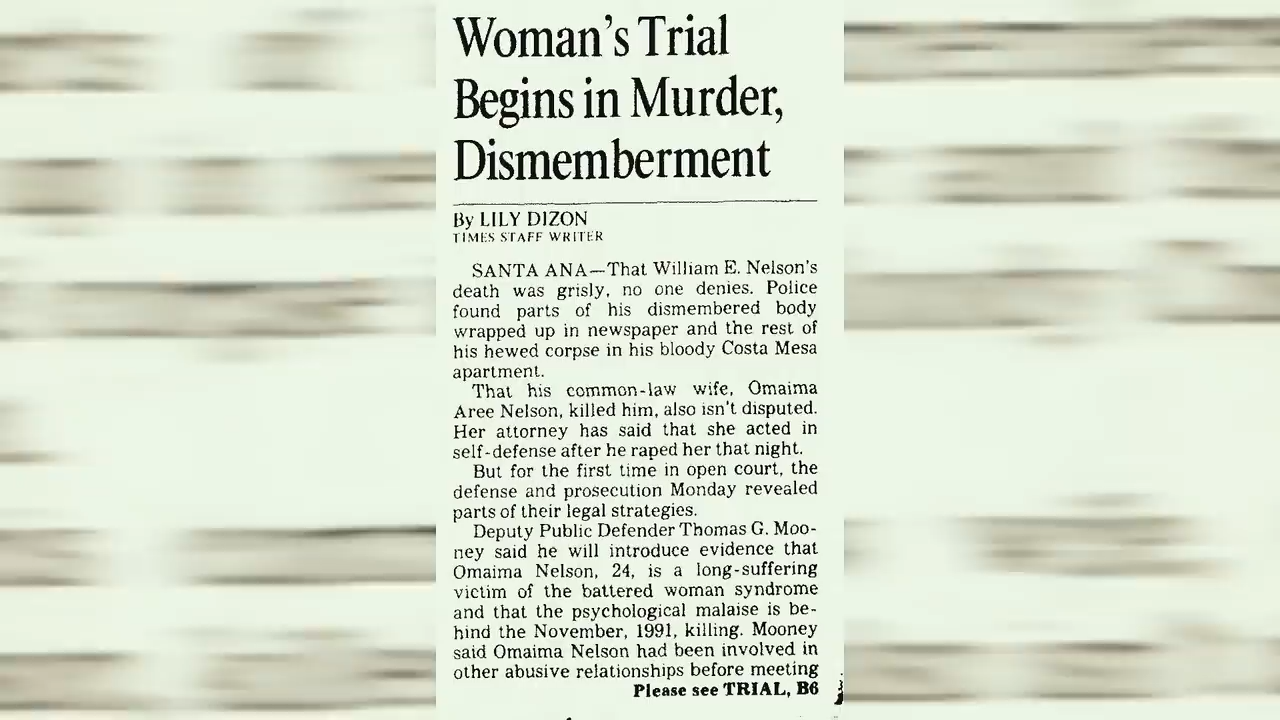 Woman's Trial
Begins in Murder,
Dismemberment
By LILY DIZON
TIMES STAFF WRITER
SANTA ANA—That William E. Nelson's
death was grisly, no one denies. Police
found parts of his dismembered body
wrapped up in newspaper and the rest of
his hewed corpse in his bloody Costa Mesa
apartment.
That his common-law wife, Omaima
Aree Nelson, killed him, also isn't disputed.
Her attorney has said that she acted in
self-defense after he raped her that night.
But for the first time in open court, the
defense and prosecution Monday revealed
parts of their legal strategies.
Deputy Public Defender Thomas G. Moo-
ney said he will introduce evidence that
Omaima Nelson, 24, is a long-suffering
victim of the battered woman syndrome
and that the psychological malaise is be-
hind the November, 1991, killing. Mooney
said Omaima Nelson had been involved in
other abusive relationships before meeting
Please see TRIAL, B6